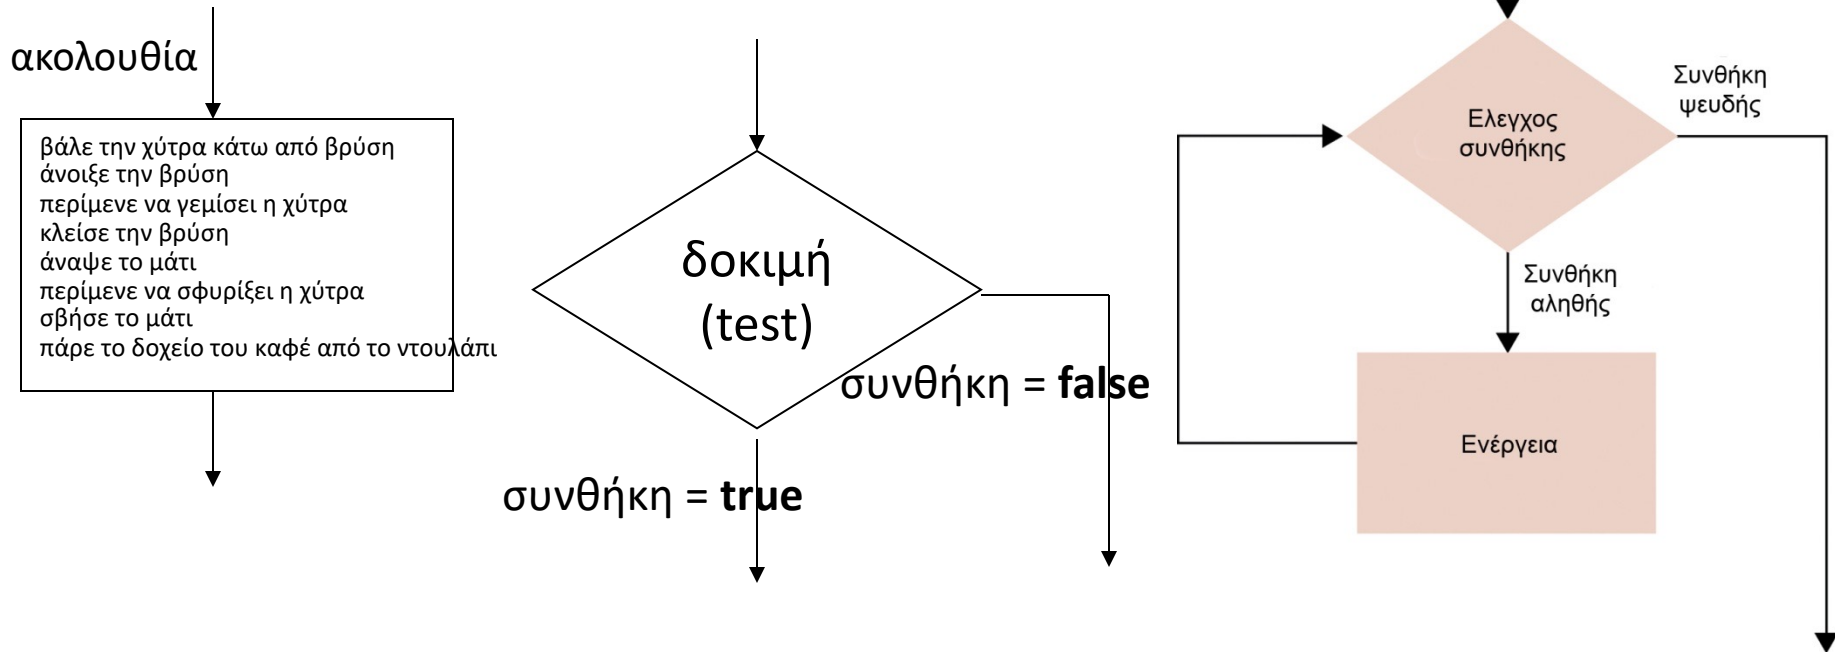 ακολουθία
βάλε την χύτρα κάτω από βρύση
άνοιξε την βρύση
περίμενε να γεμίσει η χύτρα
κλείσε την βρύση
άναψε το μάτι
περίμενε να σφυρίξει η χύτρα
σβήσε το μάτι
πάρε το δοχείο του καφέ από το ντουλάπι
δοκιμή
(test)
συνθήκη = false
συνθήκη = true
Ελεγχος
συνθήκης
Συνθήκη
ψευδής
Συνθήκη
αληθής
Ενέργεια